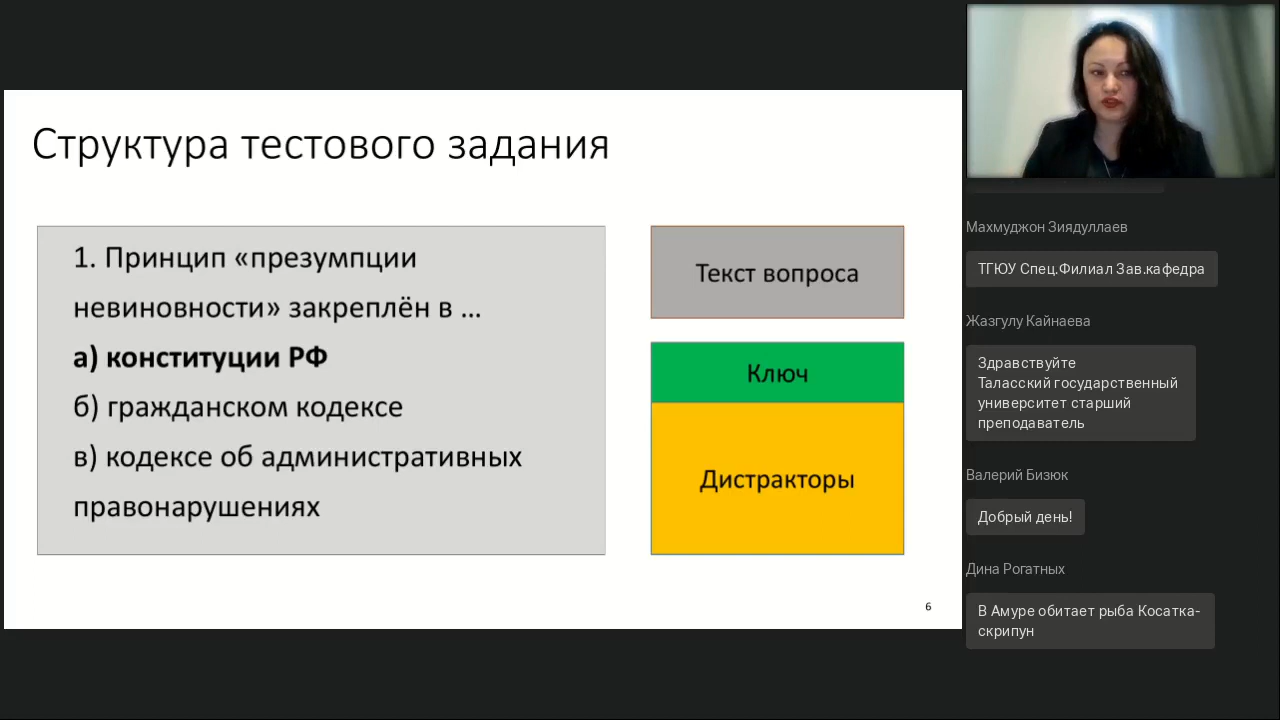 Структура тестового задания
1. Принцип «презумпции
невиновности» закреплён в ...
а) конституции РФ
б) гражданском кодексе
в) кодексе об административных
правонарушениях
Текст вопроса
Ключ
Дистракторы
6
Махмуджон Зиядуллаев
ТГЮУ Спец.Филиал Зав.кафедра
Жазгулу Кайнаева
Здравствуйте
Таласский государственный
университет старший
преподаватель
Валерий Бизюк
Добрый день!
Дина Рогатных
В Амуре обитает рыба Косатка-
скрипун